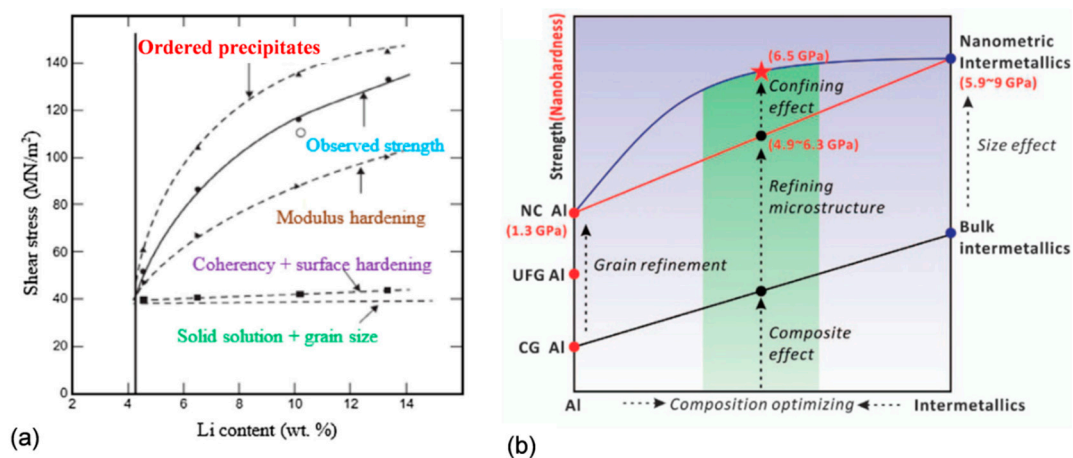 140
120
100
80
60
40
20
0
Shear stress (MN/m²)
Ordered precipitates
Observed strength
Modulus hardening
Coherency + surface hardening
Solid solution + grain size
2 4 6 8 10 12 14
Li content (wt. %)
(a)
Strength(Nanohardness)
NC Al
(1.3 GPa)
UFG Al
CG Al
Grain refinement
(6.5 GPa)
Confining
effect
(4.9~6.3 GPa)
Refining
microstructure
Composite
effect
Nanometric
Intermetallics
(5.9~9 GPa)
Size effect
Bulk
intermetallics
Al Composition optimizing Intermetallics
(b)